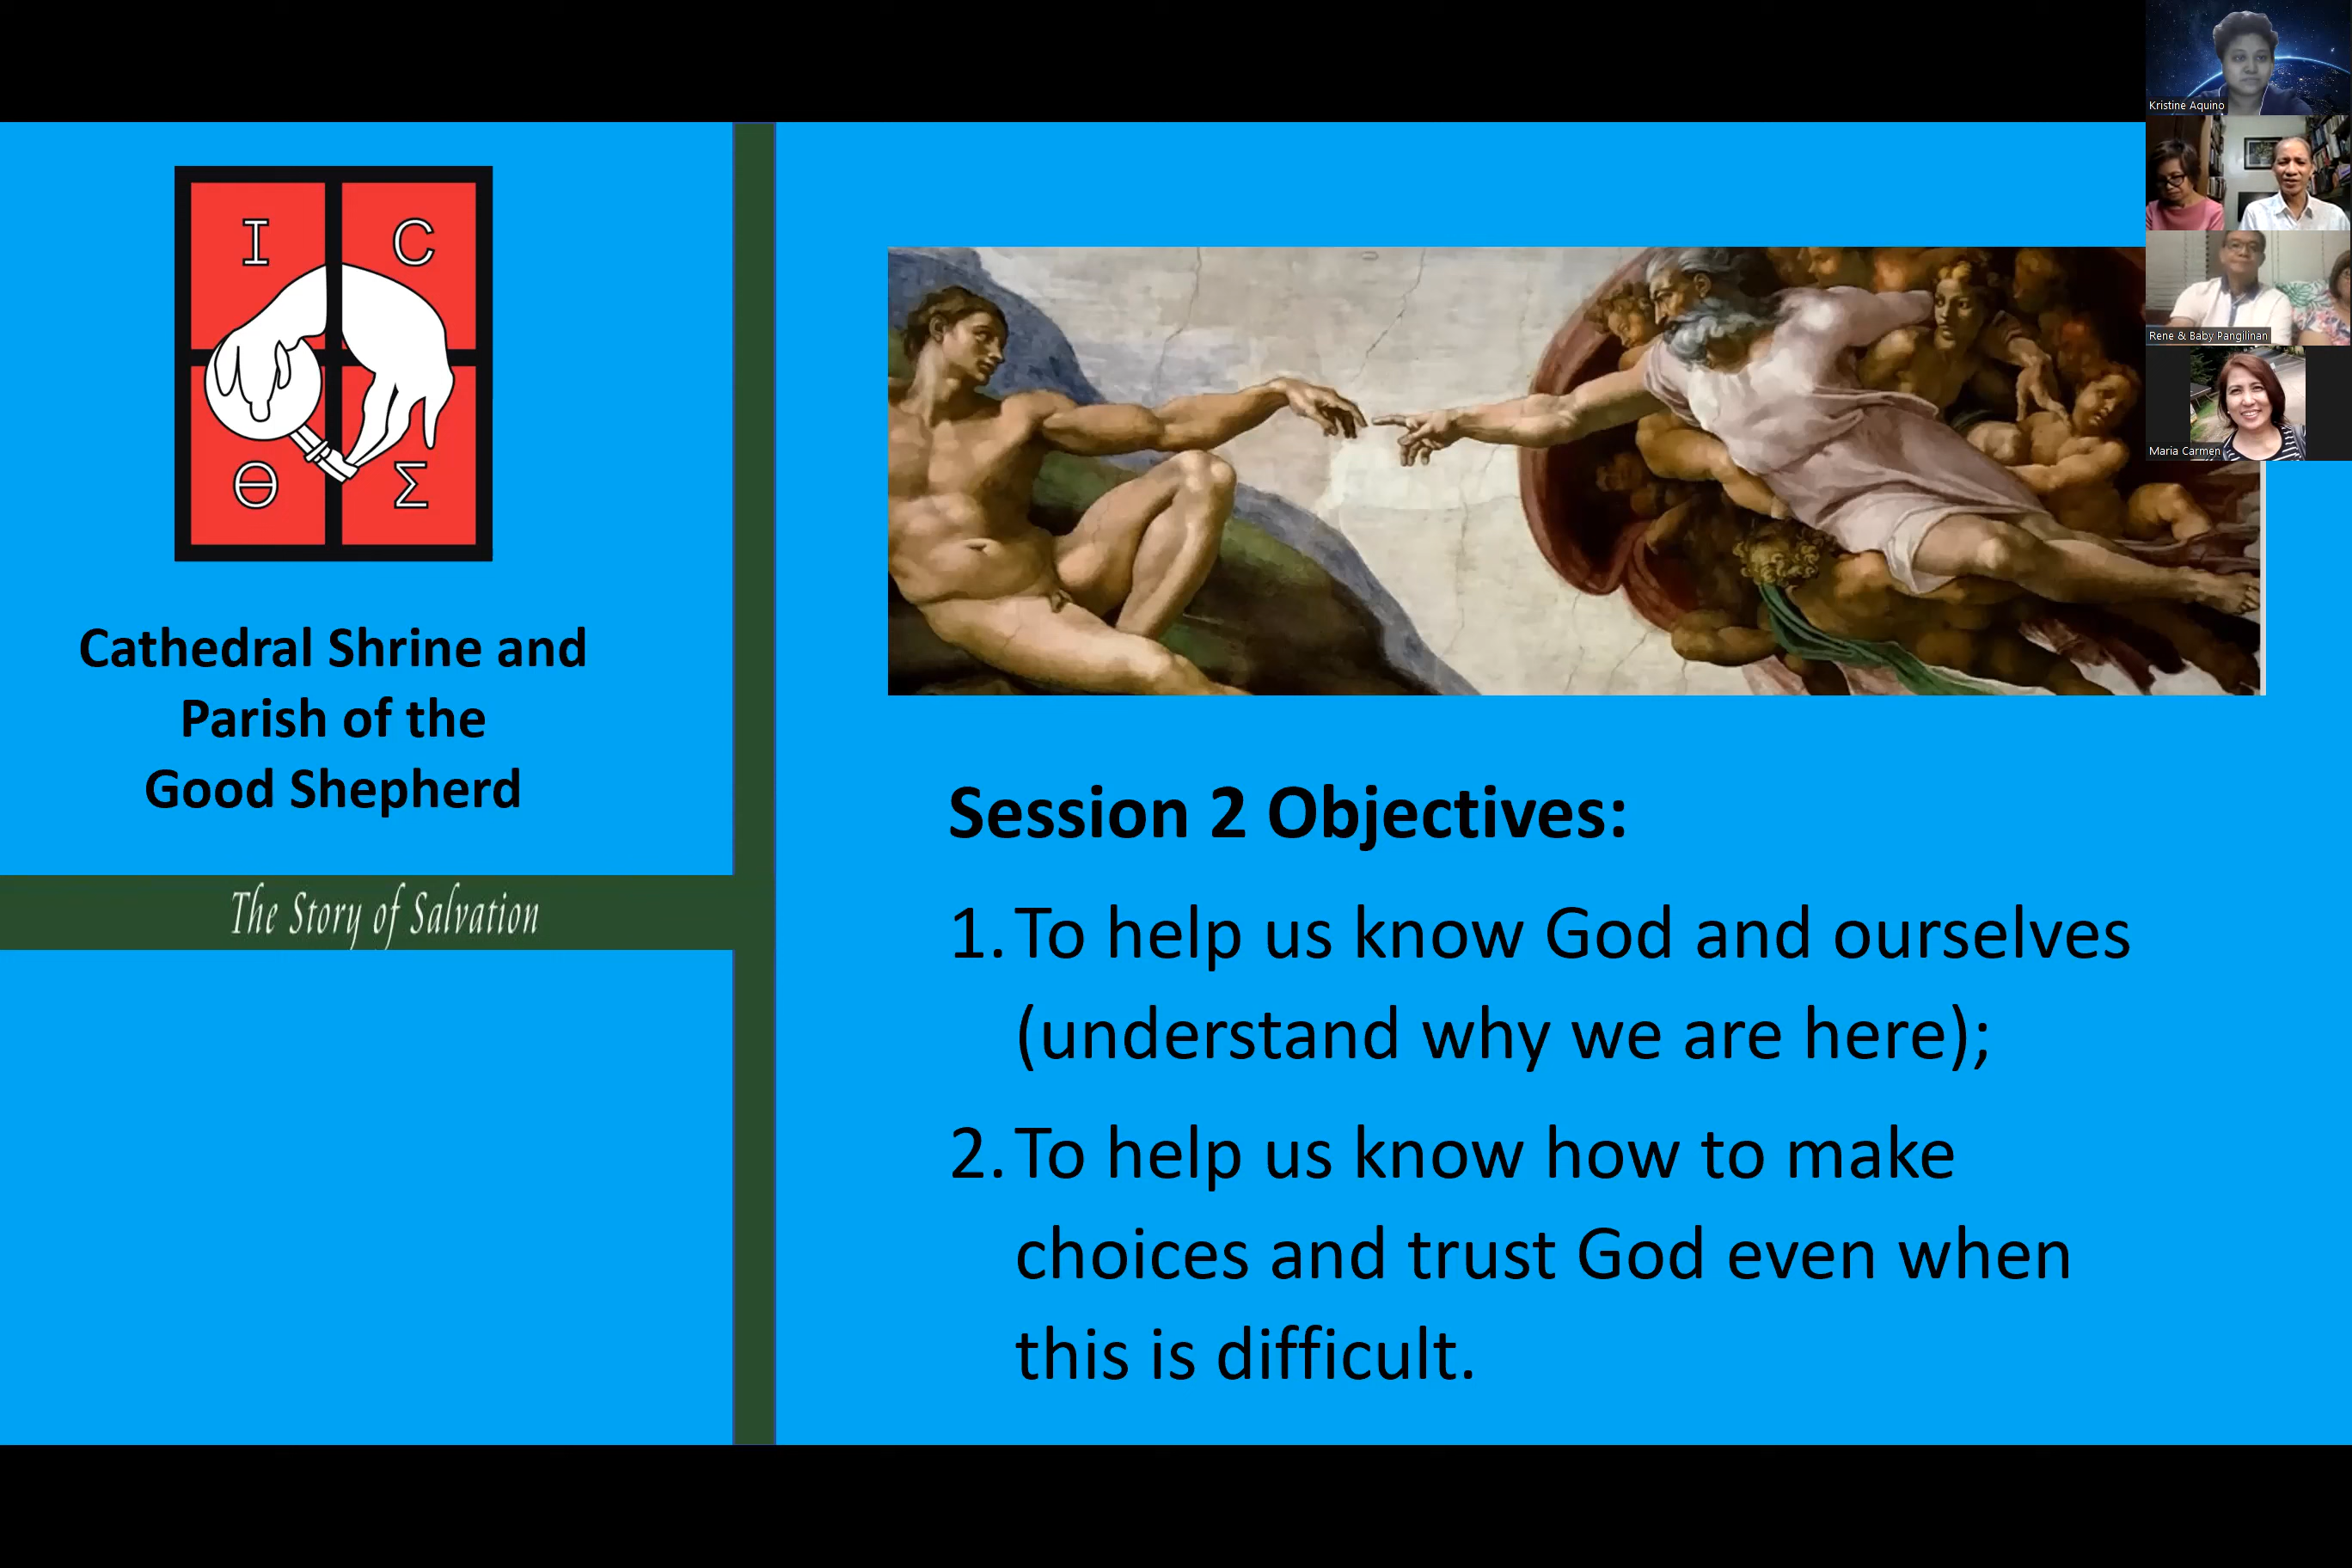 I C
Ɵ Σ
Cathedral Shrine and
Parish of the
Good Shepherd
The Story of Salvation
Session 2 Objectives:
1. To help us know God and ourselves
(understand why we are here);
2. To help us know how to make
choices and trust God even when
this is difficult.
Kristine Aquino
Rene & Baby Pangilinan
Maria Carmen